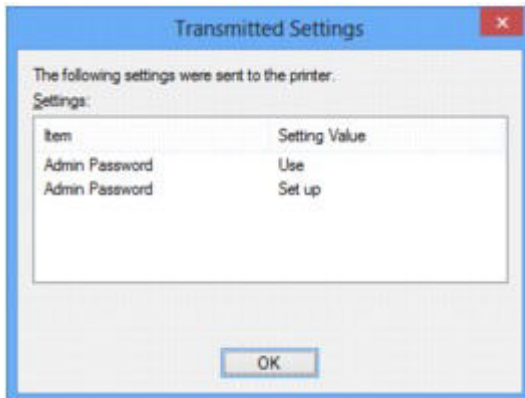 Transmitted Settings
The following settings were sent to the printer.
Settings:
Item Setting Value
Admin Password Use
Admin Password Set up
OK